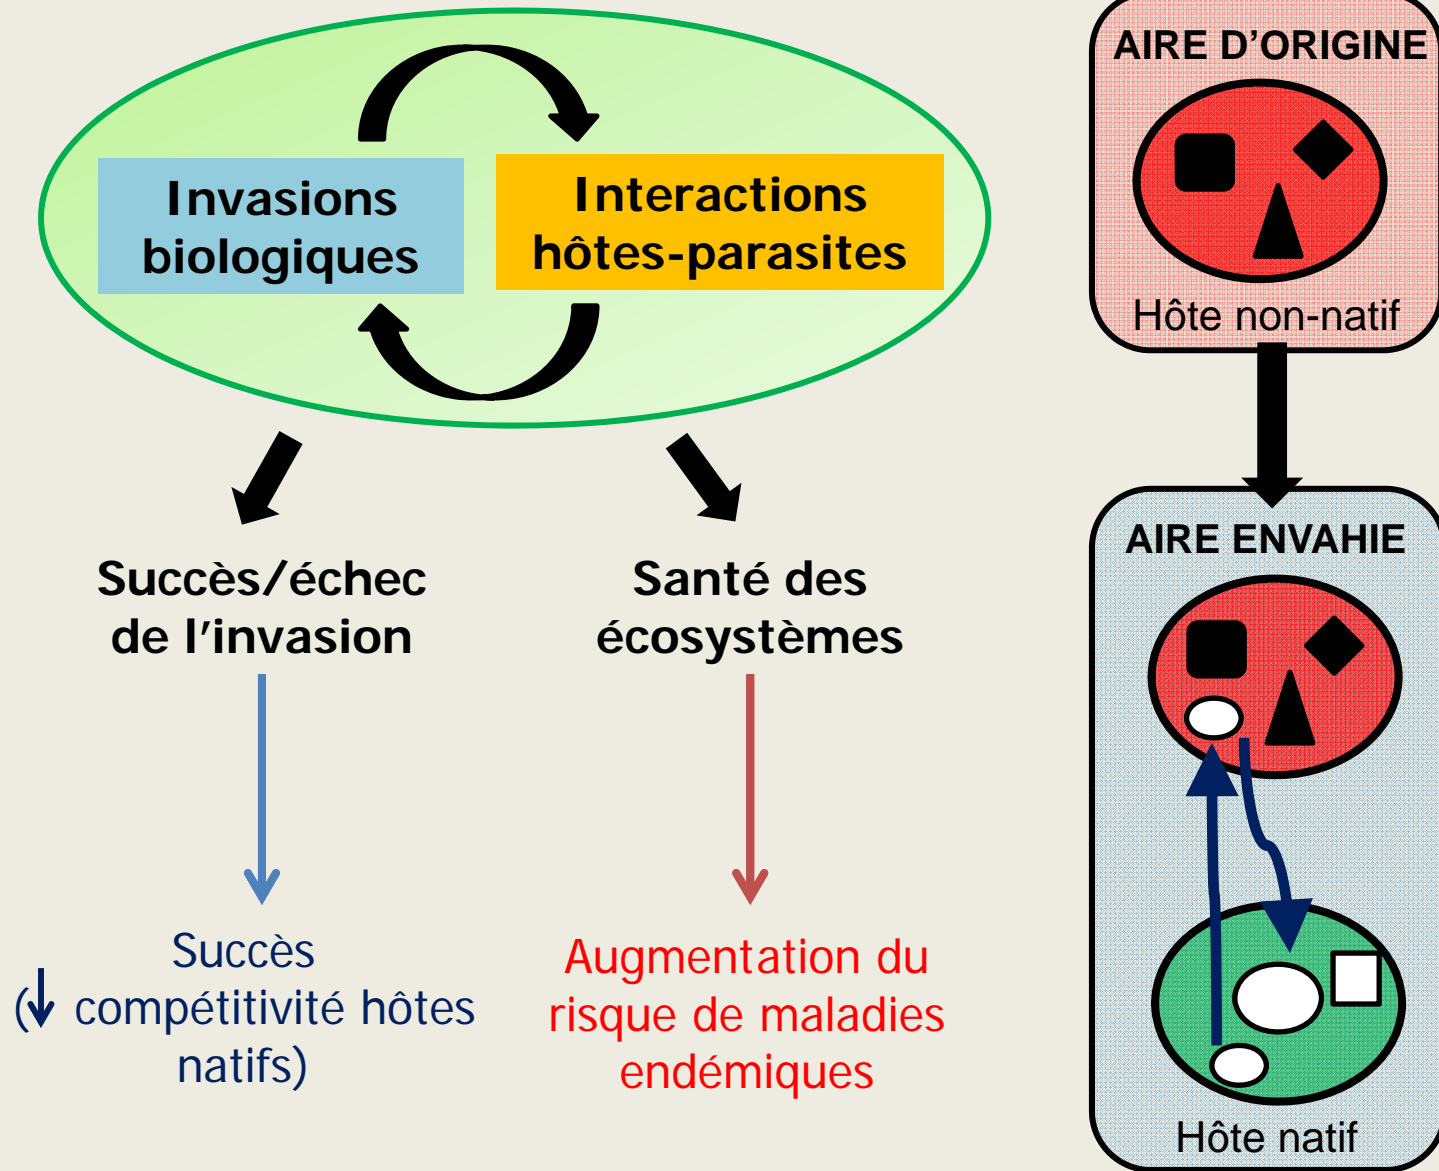 Invasions
biologiques
Interactions
hôtes-parasites
Succès/échec
de l'invasion
Santé des
écosystèmes
Succès
(↓ compétitivité hôtes
natifs)
Augmentation du
risque de maladies
endémiques
AIRE D'ORIGINE
Hôte non-natif
AIRE ENVAHIE
Hôte natif